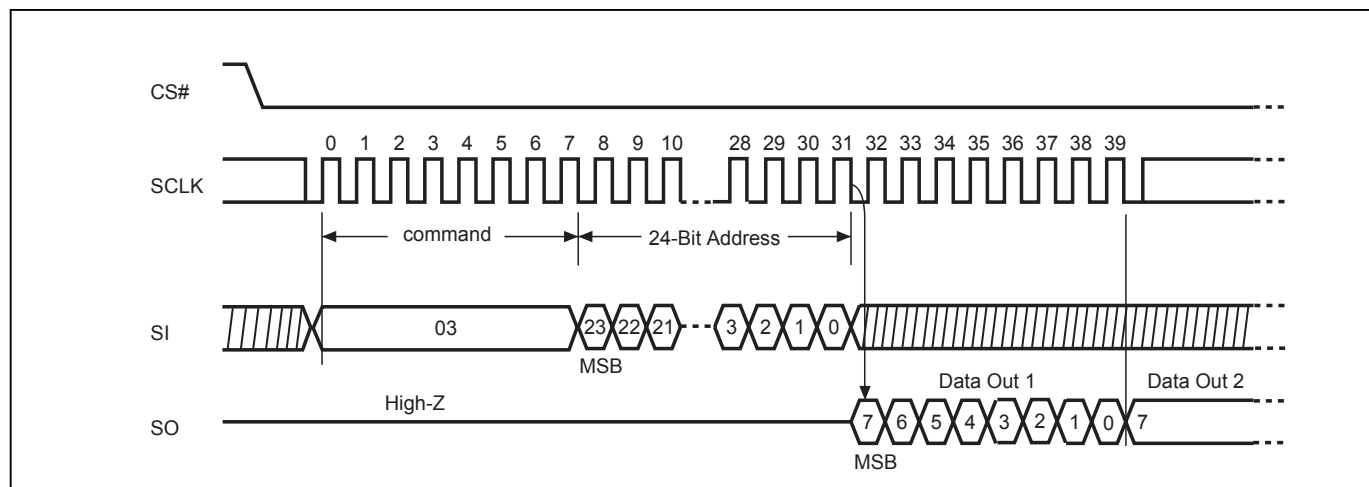 CS#
0 1 2 3 4 5 6 7 8 9 10 28 29 30 31 32 33 34 35 36 37 38 39
SCLK
command 24-Bit Address
SI 03 23 22 21 3 2 1 0
MSB
Data Out 1 Data Out 2
High-Z
SO 7 6 5 4 3 2 1 0 7
MSB